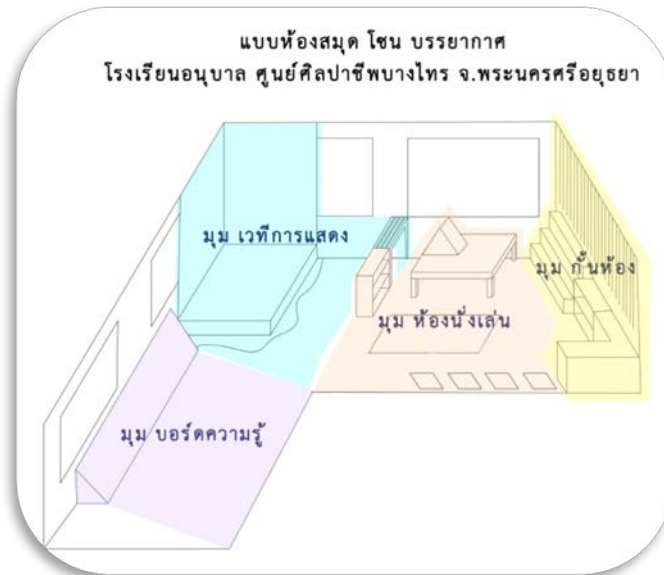 แบบห้องสมุด โซน บรรยากาศ
โรงเรียนอนุบาล ศูนย์ศิลปาชีพบางไทร จ.พระนครศรีอยุธยา
มุม เวทีการแสดง
มุม กั้นห้อง
มุม ห้องนั่งเล่น
มุม บอร์ดความรู้